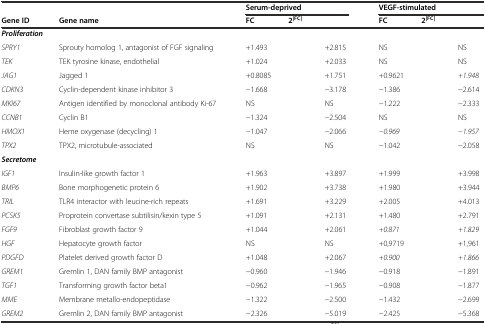 Serum-deprived VEGF-stimulated
Gene ID Gene name FC 2|FC| FC 2|FC|
Proliferation
SPRY1 Sprouty homolog 1, antagonist of FGF signaling +1.493 +2.815 NS NS
TEK TEK tyrosine kinase, endothelial +1.024 +2.033 NS NS
JAG1 Jagged 1 +0.8085 +1.751 +0.9621 +1.948
CDKN3 Cyclin-dependent kinase inhibitor 3 −1.668 −3.178 −1.386 −2.614
MKI67 Antigen identified by monoclonal antibody Ki-67 NS NS −1.222 −2.333
CCNB1 Cyclin B1 −1.324 −2.504 NS NS
HMOX1 Heme oxygenase (decycling) 1 −1.047 −2.066 −0.969 −1.957
TPX2 TPX2, microtubule-associated NS NS −1.042 −2.058
Secretome
IGF1 Insulin-like growth factor 1 +1.963 +3.897 +1.999 +3.998
BMP6 Bone morphogenetic protein 6 +1.902 +3.738 +1.980 +3.944
TRIL TLR4 interactor with leucine-rich repeats +1.691 +3.229 +2.005 +4.013
PCSK5 Proprotein convertase subtilisin/kexin type 5 +1.091 +2.131 +1.480 +2.791
FGF9 Fibroblast growth factor 9 +1.044 +2.061 +0.871 +1.829
HGF Hepatocyte growth factor NS NS +0,9719 +1,961
PDGFD Platelet derived growth factor D +1.048 +2.067 +0.900 +1.866
GREM1 Gremlin 1, DAN family BMP antagonist −0.960 −1.946 −0.918 −1.891
TGF1 Transforming growth factor beta1 −0.962 −1.965 −0.908 −1.877
MME Membrane metallo-endopeptidase −1.322 −2.500 −1.432 −2.699
GREM2 Gremlin 2, DAN family BMP antagonist −2.326 −5.019 −2.425 −5.368